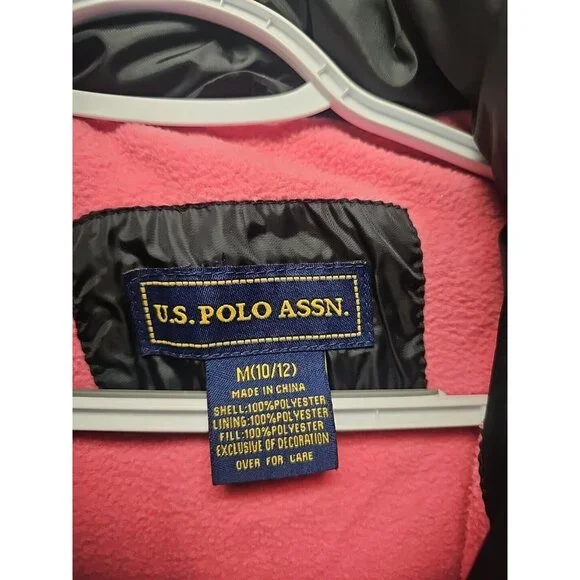 U.S. POLO ASSN.
M(10/12)
MADE IN CHINA
SHELL:100%POLYESTER
LINING:100%POLYESTER
FILL:100%POLYESTER
EXCLUSIVE OF DECORATION
OVER FOR CARE